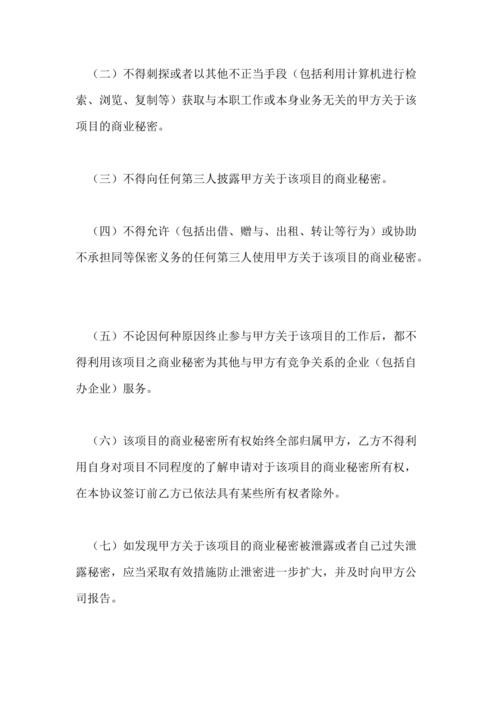 （二）不得刺探或者以其他不正当手段（包括利用计算机进行检
索、浏览、复制等）获取与本职工作或本身业务无关的甲方关于该
项目的商业秘密。
（三）不得向任何第三人披露甲方关于该项目的商业秘密。
（四）不得允许（包括出借、赠与、出租、转让等行为）或协助
不承担同等保密义务的任何第三人使用甲方关于该项目的商业秘密。
（五）不论因何种原因终止参与甲方关于该项目的工作后，都不
得利用该项目之商业秘密为其他与甲方有竞争关系的企业（包括自
办企业）服务。
（六）该项目的商业秘密所有权始终全部归属甲方，乙方不得利
用自身对项目不同程度的了解申请对于该项目的商业秘密所有权，
在本协议签订前乙方已依法具有某些所有权者除外。
（七）如发现甲方关于该项目的商业秘密被泄露或者自己过失泄
露秘密，应当采取有效措施防止泄密进一步扩大，并及时向甲方公
司报告。